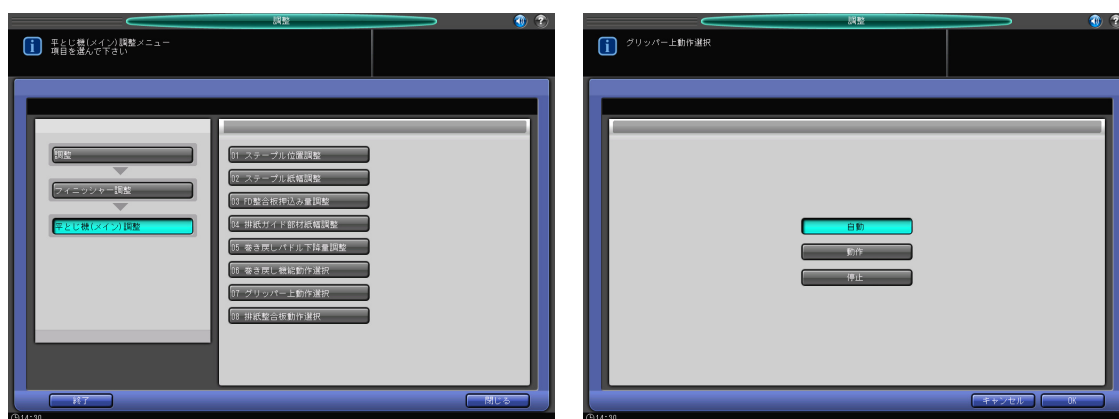 調整
平とじ機(メイン)調整メニュー
項目を選んで下さい
調整
フィニッシャー調整
平とじ機(メイン)調整
01 ステープル位置調整
02 ステープル紙幅調整
03 FD整合板押込み量調整
04 排紙ガイド部材紙幅調整
05 巻き戻しパドル下降量調整
06 巻き戻し機能動作選択
07 グリッパー上動作選択
08 排紙整合板動作選択
終了
閉じる
14:30
調整
グリッパー上動作選択
自動
動作
停止
キャンセル
OK
14:30